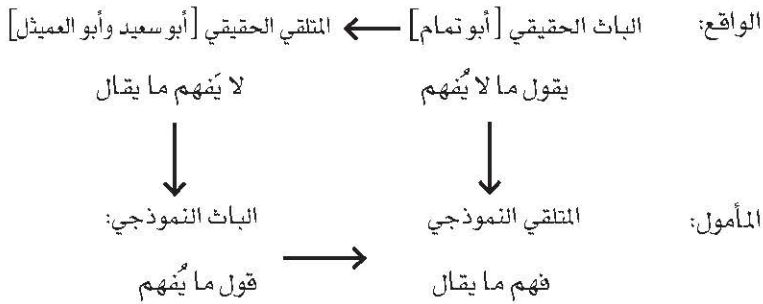 الواقع: الباث الحقيقي [أبو تمام] المتلقي الحقيقي [أبو سعيد وأبو العميثل]
يقول ما لا يُفهم لا يَفهم ما يقال
المأمول: المتلقي النموذجي الباث النموذجي:
فهم ما يقال قول ما يُفهم